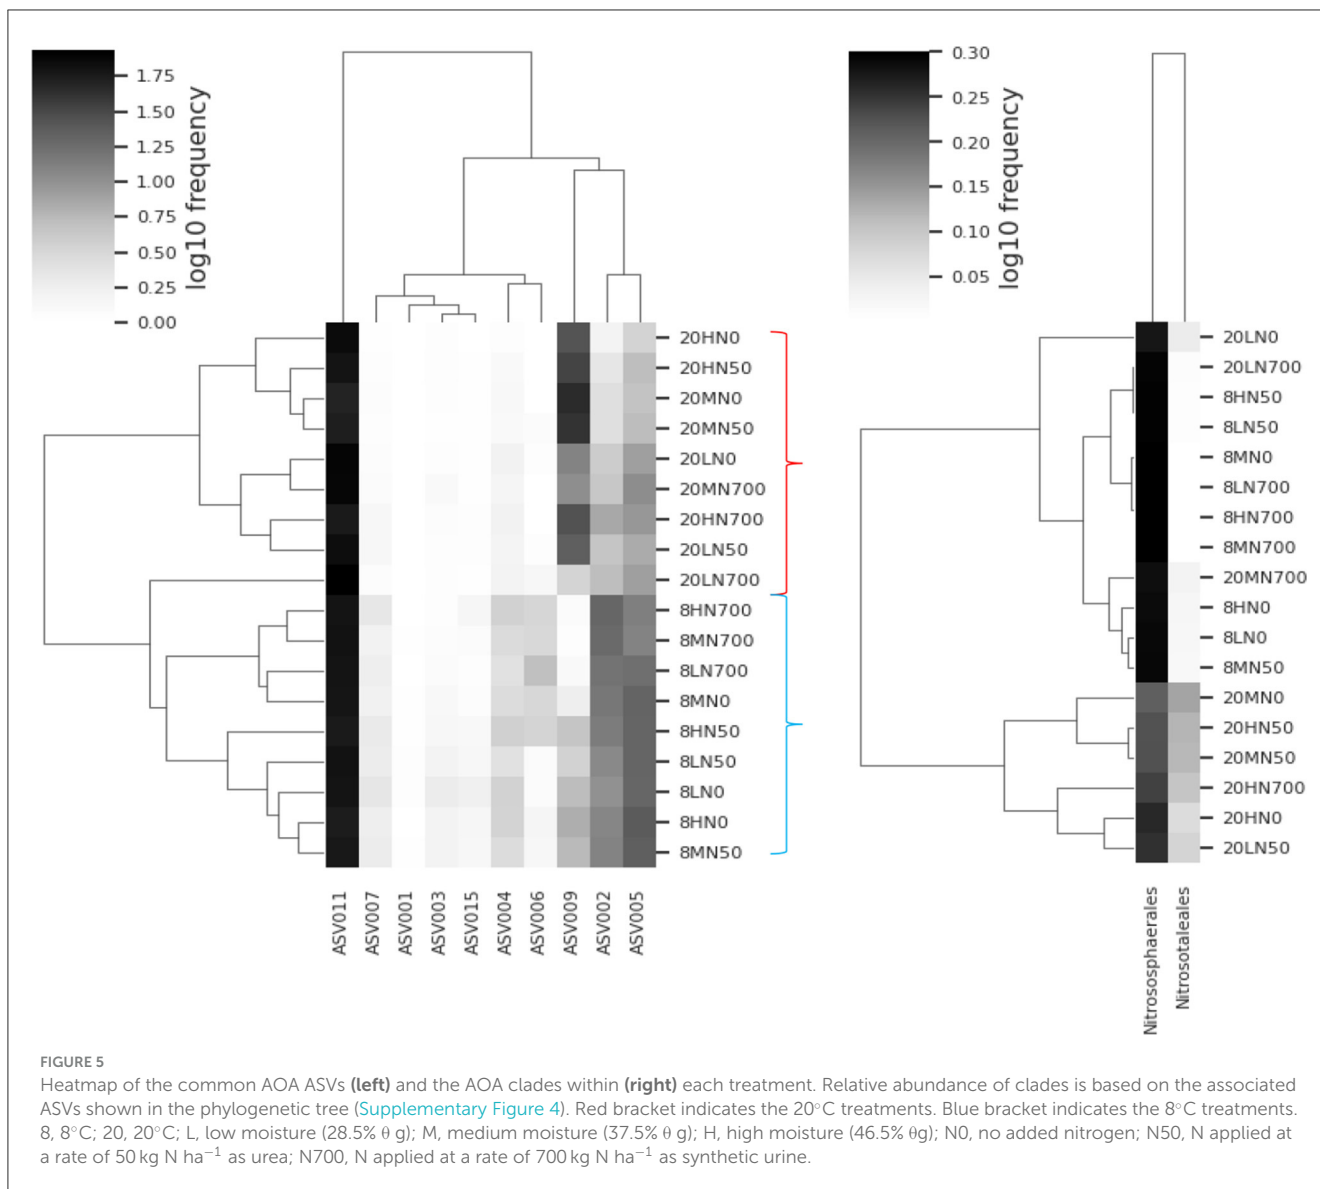 1.75
1.50
1.25
1.00
0.75
0.50
0.25
0.00
log10 frequency
20HN0
20HN50
20MN0
20MN50
20LN0
20MN700
20HN700
20LN50
20LN700
8HN700
8MN700
8LN700
8MN0
8HN50
8LN50
8LN0
8HN0
8MN50
ASV011
ASV007
ASV001
ASV003
ASV015
ASV004
ASV006
ASV009
ASV002
ASV005
0.30
0.25
0.20
0.15
0.10
0.05
log10 frequency
20LN0
20LN700
8HN50
8LN50
8MN0
8LN700
8HN700
8MN700
20MN700
8HN0
8LN0
8MN50
20MN0
20HN50
20MN50
20HN700
20HN0
20LN50
Nitrososphaerales
Nitrosotaleales
FIGURE 5
Heatmap of the common AOA ASVs (left) and the AOA clades within (right) each treatment. Relative abundance of clades is based on the associated
ASVs shown in the phylogenetic tree (Supplementary Figure 4). Red bracket indicates the 20°C treatments. Blue bracket indicates the 8°C treatments.
8, 8°C; 20, 20°C; L, low moisture (28.5% θ g); M, medium moisture (37.5% θ g); H, high moisture (46.5% θg); N0, no added nitrogen; N50, N applied at
a rate of 50 kg N ha⁻¹ as urea; N700, N applied at a rate of 700 kg N ha⁻¹ as synthetic urine.